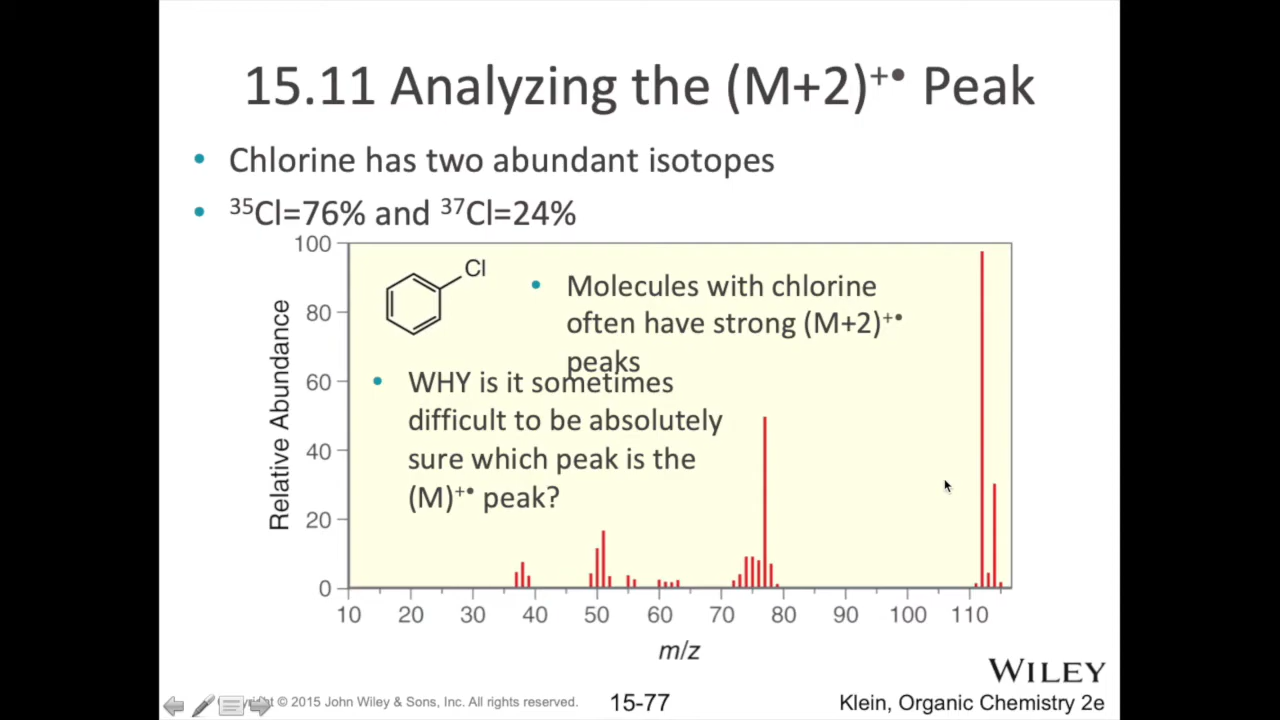 15.11 Analyzing the (M+2)⁺• Peak
• Chlorine has two abundant isotopes
• ³⁵Cl=76% and ³⁷Cl=24%
Cl
• Molecules with chlorine
often have strong (M+2)⁺•
peaks
• WHY is it sometimes
difficult to be absolutely
sure which peak is the
(M)⁺• peak?
Relative Abundance
100
80
60
40
20
0
10 20 30 40 50 60 70 80 90 100 110
m/z
WILEY
© 2015 John Wiley & Sons, Inc. All rights reserved.
15-77
Klein, Organic Chemistry 2e